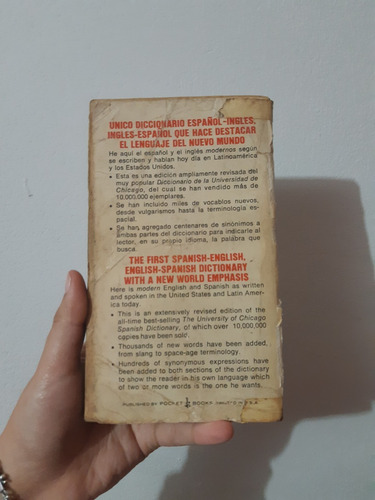 UNICO DICCIONARIO ESPAÑOL-INGLES,
INGLES-ESPAÑOL QUE HACE DESTACAR
EL LENGUAJE DEL NUEVO MUNDO
He aquí el español y el inglés modernos según
se escriben y hablan hoy día en Latinoamérica
y los Estados Unidos.
• Esta es una edición ampliamente revisada del
muy popular Diccionario de la Universidad de
Chicago, del cual se han vendido más de
10,000,000 ejemplares.
• Se han incluido miles de vocablos nuevos,
desde vulgarismos hasta la terminología es-
pacial.
• Se han agregado centenares de sinónimos a
ambas partes del diccionario para indicarle al
lector, en su propio idioma, la palabra que
busca.
THE FIRST SPANISH-ENGLISH,
ENGLISH-SPANISH DICTIONARY
WITH A NEW WORLD EMPHASIS
Here is modern English and Spanish as written
and spoken in the United States and Latin Amer-
ica today.
• This is an extensively revised edition of the
all-time best-selling The University of Chicago
Spanish Dictionary, of which over 10,000,000
copies have been sold.
• Thousands of new words have been added,
from slang to space-age terminology.
• Hundreds of synonymous expressions have
been added to both sections of the dictionary
to show the reader in his own language which
of two or more words is the one he wants.
PUBLISHED BY POCKET BOOKS